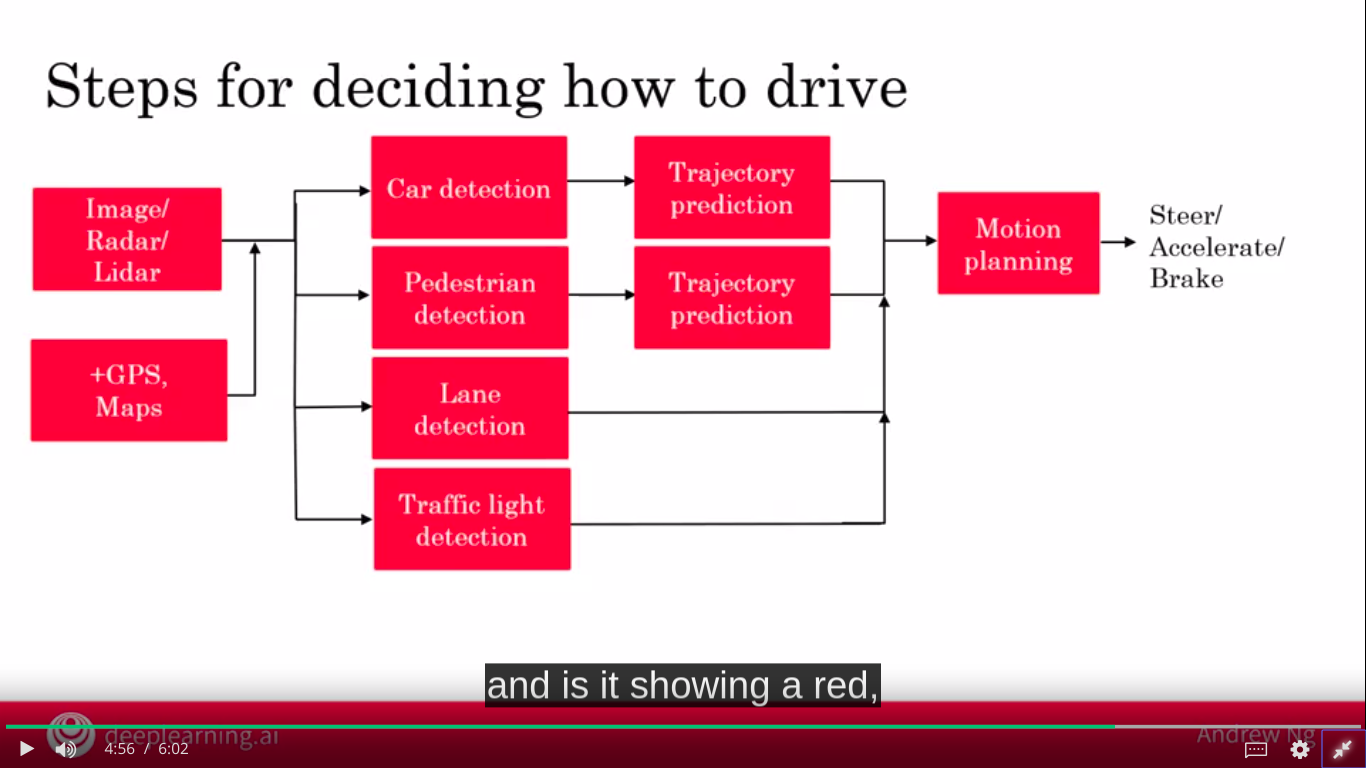 Steps for deciding how to drive
Image/
Radar/
Lidar
+GPS,
Maps
Car detection
Pedestrian
detection
Lane
detection
Traffic light
detection
Trajectory
prediction
Trajectory
prediction
Motion
planning
Steer/
Accelerate/
Brake
and is it showing a red,
deeplearning.ai
Andrew Ng
4:56 / 6:02